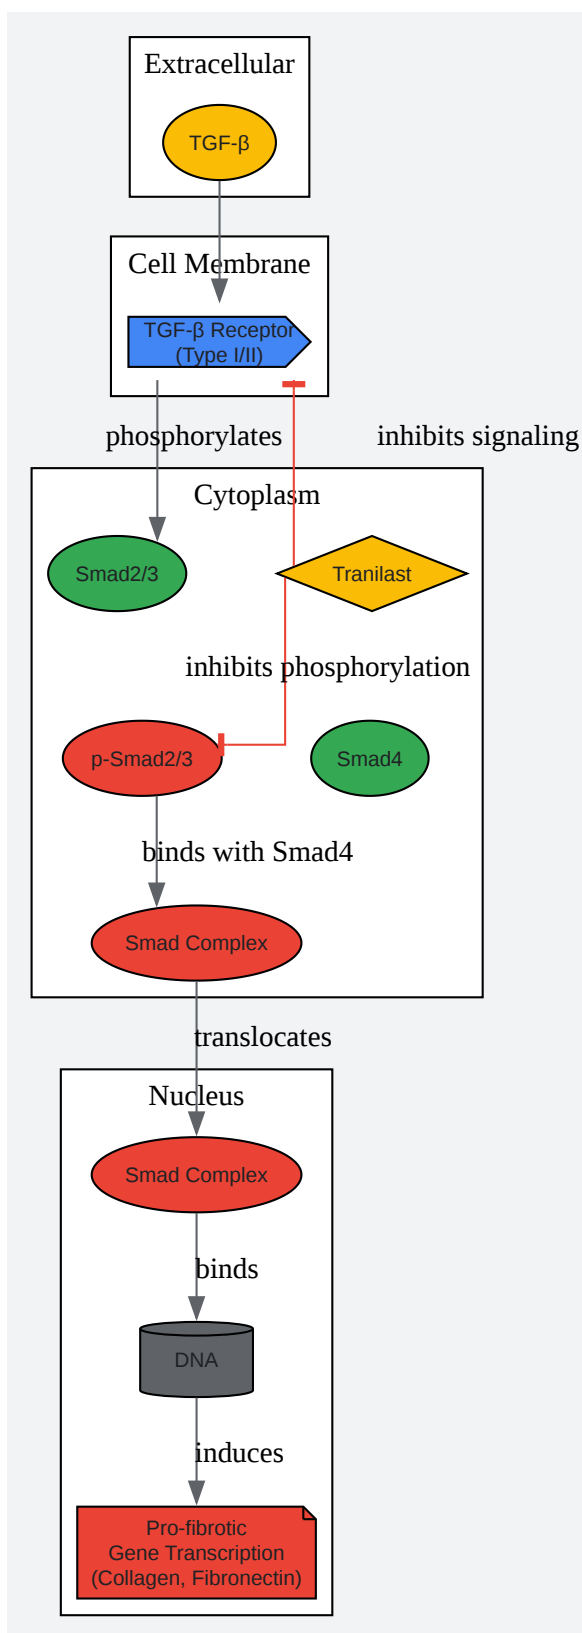 Extracellular
TGF-β
Cell Membrane
TGF-β Receptor
(Type I/II)
phosphorylates
inhibits signaling
Cytoplasm
Smad2/3
Tranilast
inhibits phosphorylation
p-Smad2/3
Smad4
binds with Smad4
Smad Complex
translocates
Nucleus
Smad Complex
binds
DNA
induces
Pro-fibrotic
Gene Transcription
(Collagen, Fibronectin)